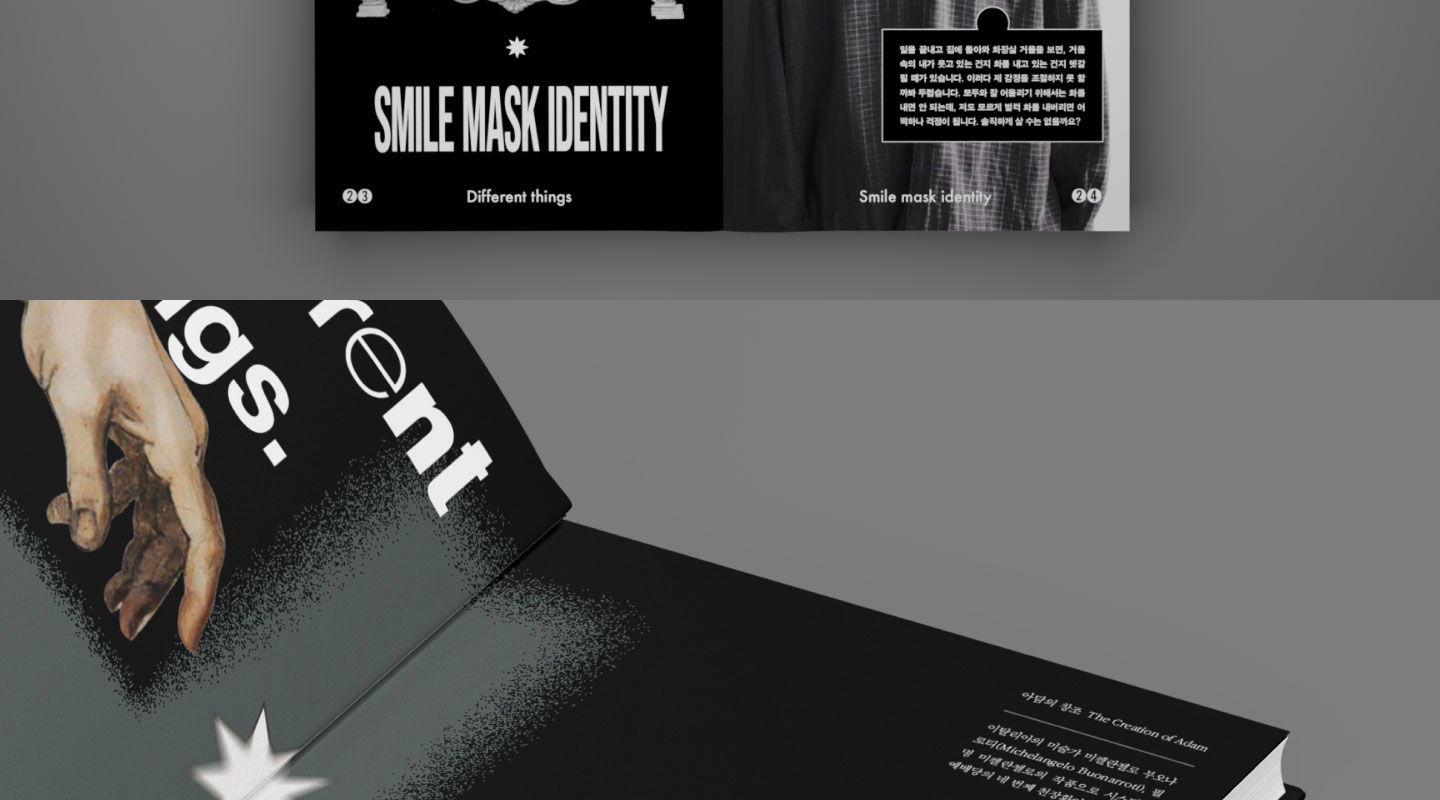 일을 끝내고 집에 돌아와 화장실 거울을 보면, 거울
속의 내가 웃고 있는 건지 화를 내고 있는 건지 헷갈
릴 때가 있습니다. 이러다 제 감정을 조절하지 못 할
까봐 두렵습니다. 모두와 잘 어울리기 위해서는 화를
내면 안 되는데, 저도 모르게 벌컥 화를 내버리면 어
떡하나 걱정이 됩니다. 솔직하게 살 수는 없을까요?
SMILE MASK IDENTITY
23
Different things
Smile mask identity
24
rent
ngs.
아담의 창조 The Creation of Adam
이탈리아의 미술가 미켈란젤로 부오나
로티(Michelangelo Buonarroti). 필
명 미켈란젤로의 작품으로
예배당의 네 번째